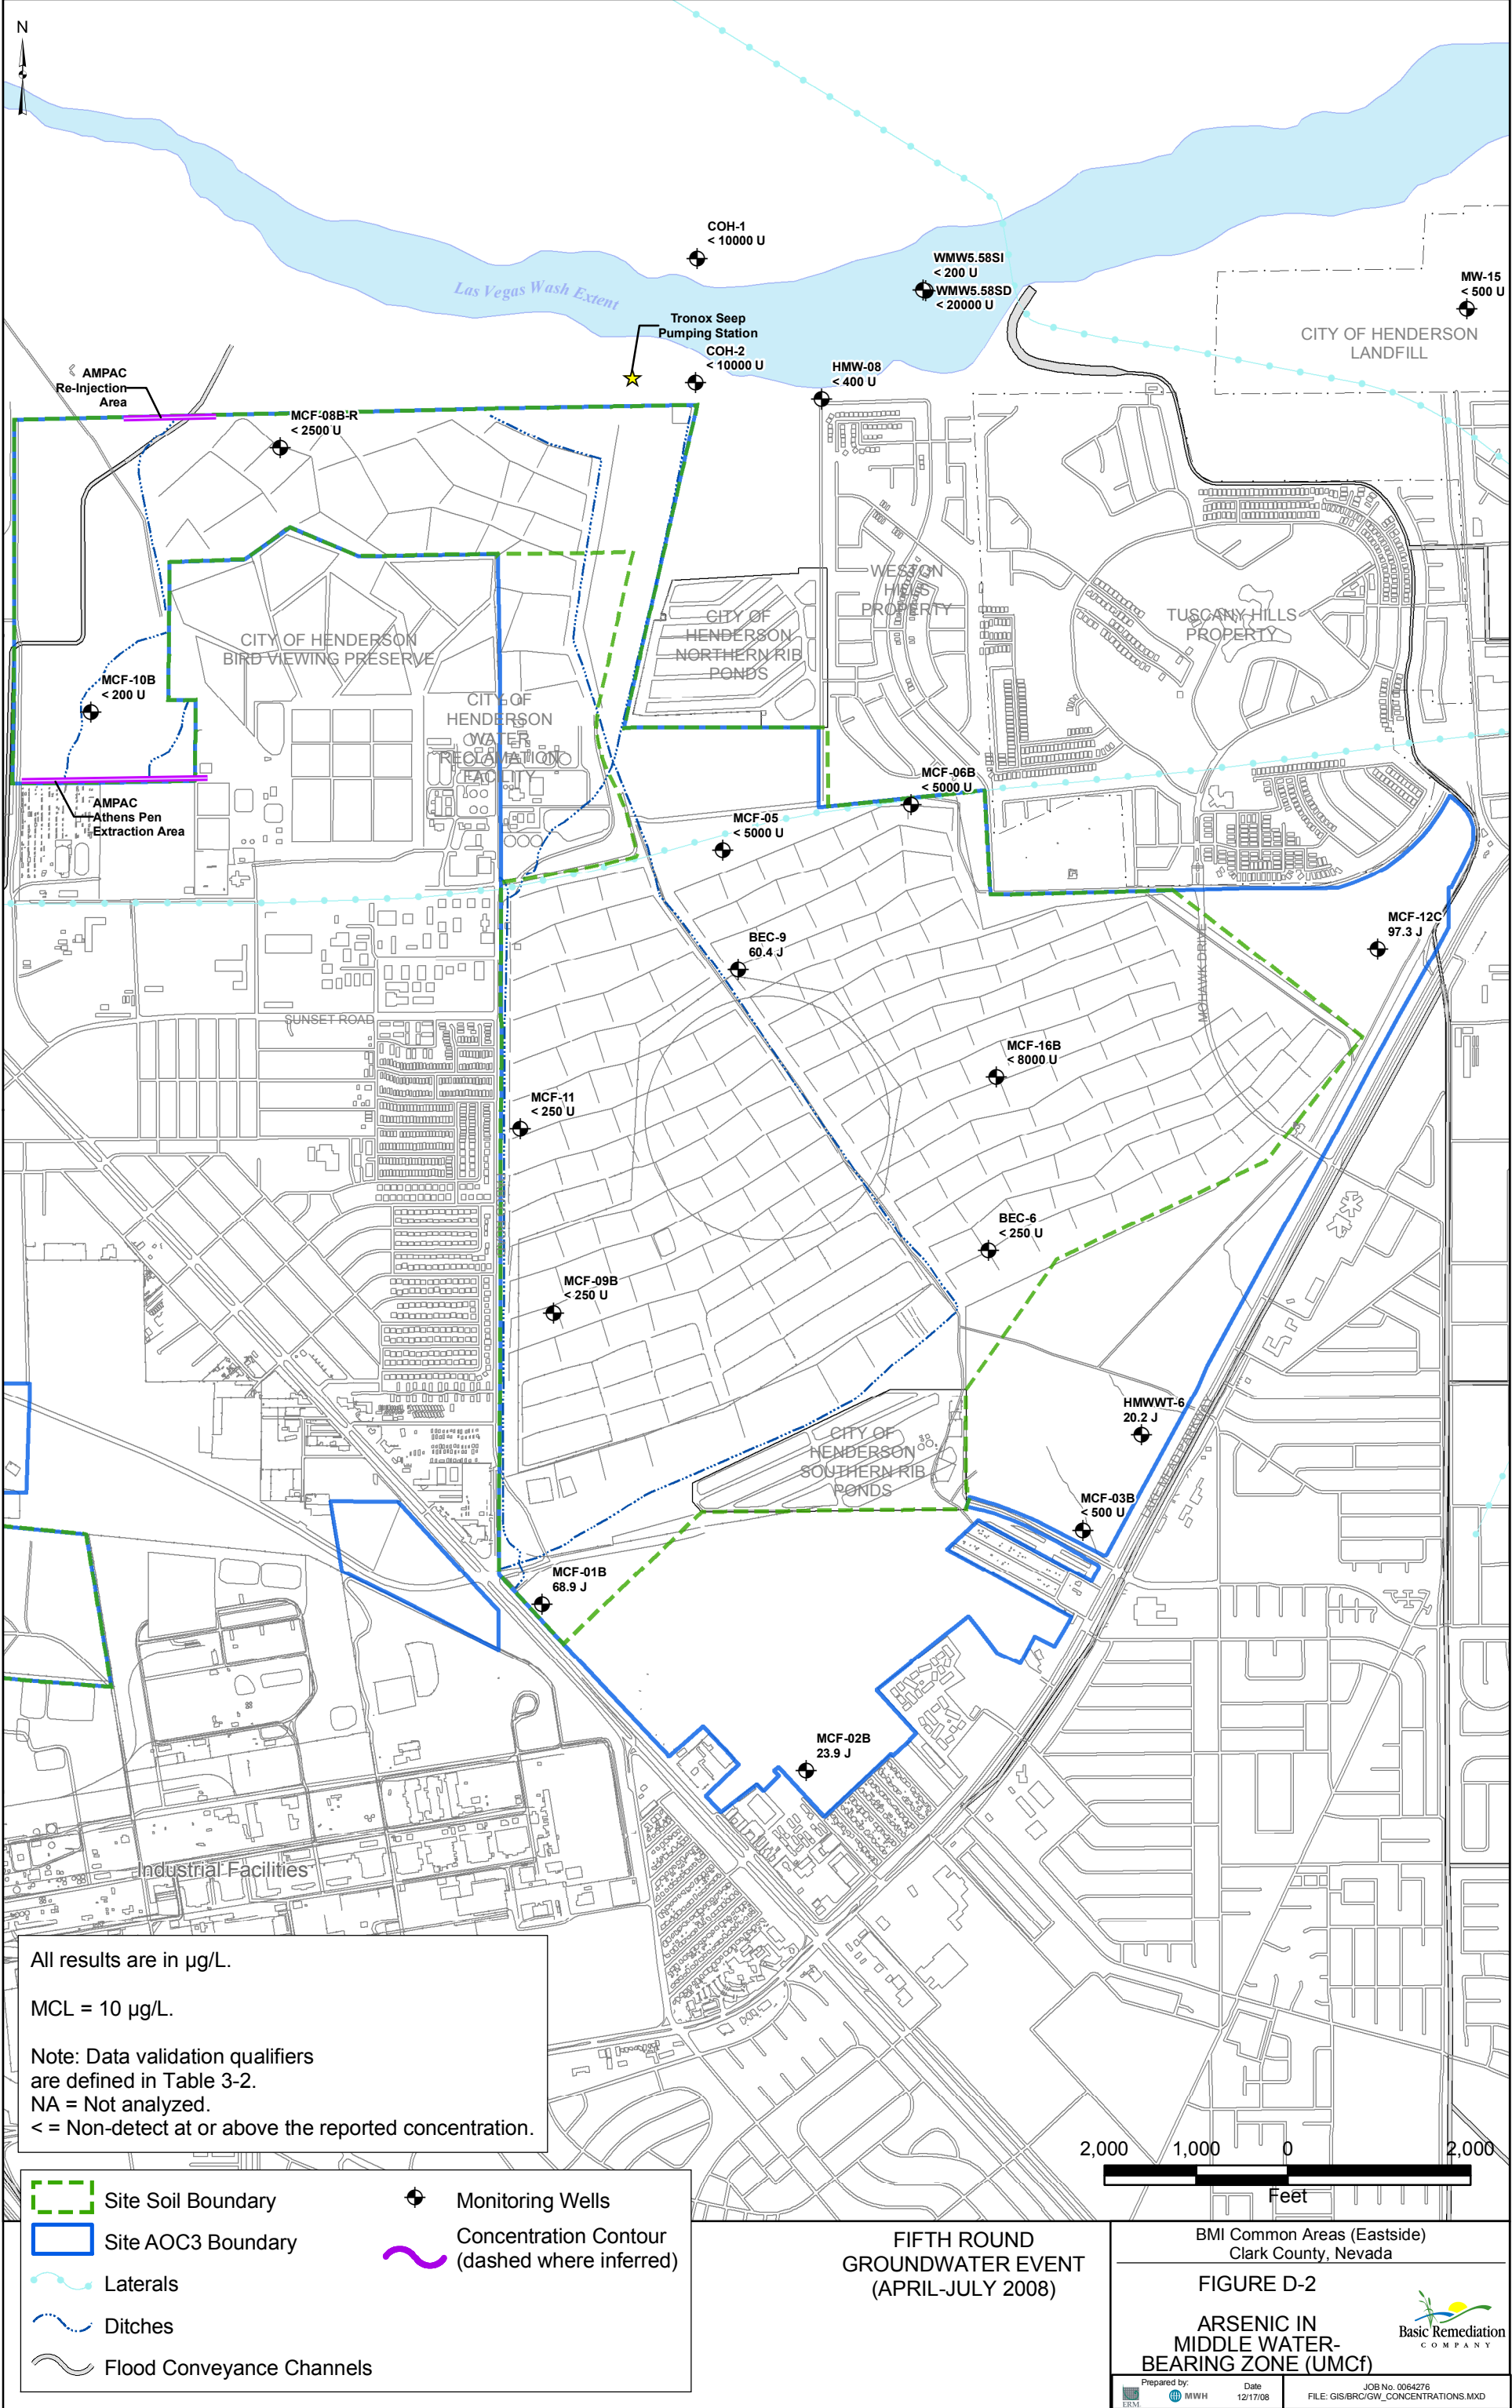 N
COH-1
< 10000 U
WMW5.58SI
< 200 U
WMW5.58SD
< 20000 U
MW-15
< 500 U
Las Vegas Wash Extent
Tronox Seep
Pumping Station
CITY OF HENDERSON
LANDFILL
COH-2
< 10000 U
HMW-08
< 400 U
AMPAC
Re-Injection
Area
MCF-08B-R
< 2500 U
WESTON
HILLS
PROPERTY
CITY OF
HENDERSON
NORTHERN RIB
PONDS
TUSCANY HILLS
PROPERTY
CITY OF HENDERSON
BIRD VIEWING PRESERVE
MCF-10B
< 200 U
CITY OF
HENDERSON
WATER
RECLAMATION
FACILITY
MCF-06B
< 5000 U
AMPAC
Athens Pen
Extraction Area
MCF-05
< 5000 U
MCF-12C
97.3 J
BEC-9
60.4 J
MOHAWK DRIVE
SUNSET ROAD
MCF-16B
< 8000 U
MCF-11
< 250 U
BEC-6
< 250 U
MCF-09B
< 250 U
HMWWT-6
20.2 J
LAKE MEAD PARKWAY
CITY OF
HENDERSON
SOUTHERN RIB
PONDS
MCF-03B
< 500 U
MCF-01B
68.9 J
MCF-02B
23.9 J
Industrial Facilities
All results are in µg/L.
MCL = 10 µg/L.
Note: Data validation qualifiers
are defined in Table 3-2.
NA = Not analyzed.
< = Non-detect at or above the reported concentration.
2,000 1,000 0 2,000
Feet
Site Soil Boundary
Site AOC3 Boundary
Laterals
Ditches
Flood Conveyance Channels
Monitoring Wells
Concentration Contour
(dashed where inferred)
FIFTH ROUND
GROUNDWATER EVENT
(APRIL-JULY 2008)
BMI Common Areas (Eastside)
Clark County, Nevada
FIGURE D-2
ARSENIC IN
MIDDLE WATER-
BEARING ZONE (UMCf)
Basic Remediation
COMPANY
Prepared by:
ERM
MWH
Date
12/17/08
JOB No. 0064276
FILE: GIS/BRC/GW_CONCENTRATIONS.MXD